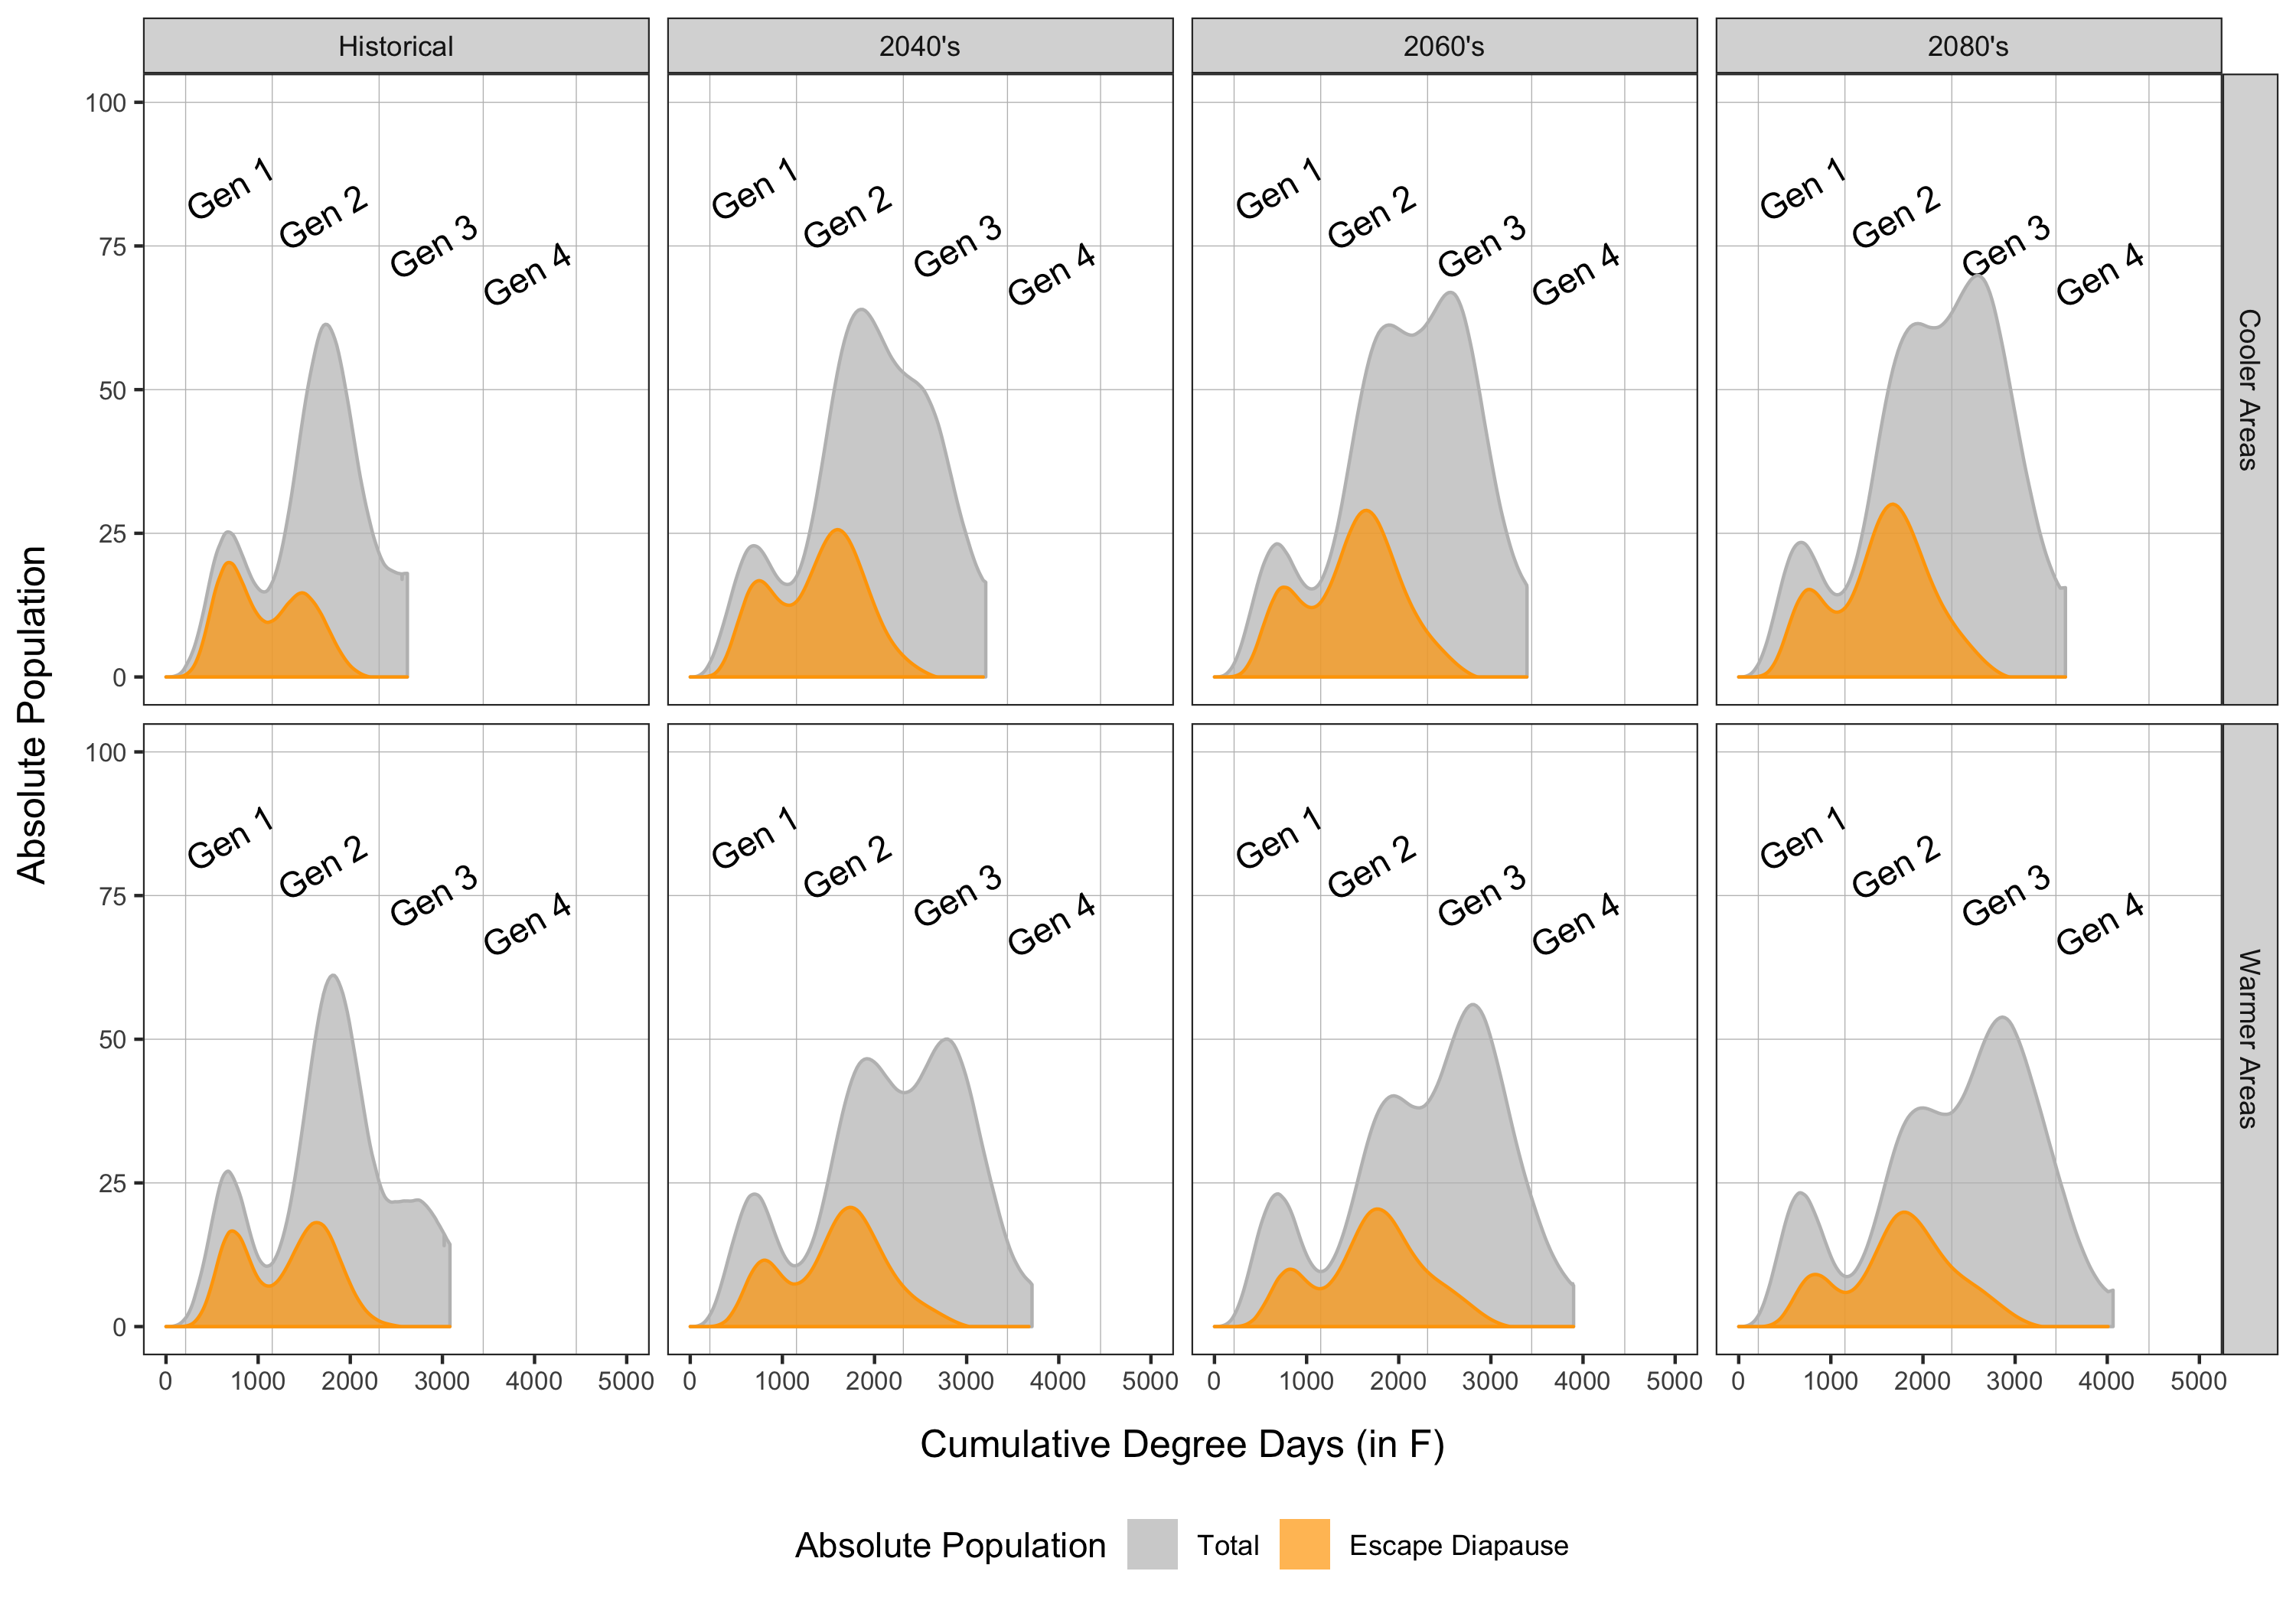 Historical
2040's
2060's
2080's
100
75
50
25
0
Gen 1
Gen 2
Gen 3
Gen 4
Gen 1
Gen 2
Gen 3
Gen 4
Gen 1
Gen 2
Gen 3
Gen 4
Gen 1
Gen 2
Gen 3
Gen 4
Cooler Areas
Absolute Population
100
75
50
25
0
Gen 1
Gen 2
Gen 3
Gen 4
Gen 1
Gen 2
Gen 3
Gen 4
Gen 1
Gen 2
Gen 3
Gen 4
Gen 1
Gen 2
Gen 3
Gen 4
Warmer Areas
0 1000 2000 3000 4000 5000
0 1000 2000 3000 4000 5000
0 1000 2000 3000 4000 5000
0 1000 2000 3000 4000 5000
Cumulative Degree Days (in F)
Absolute Population Total Escape Diapause